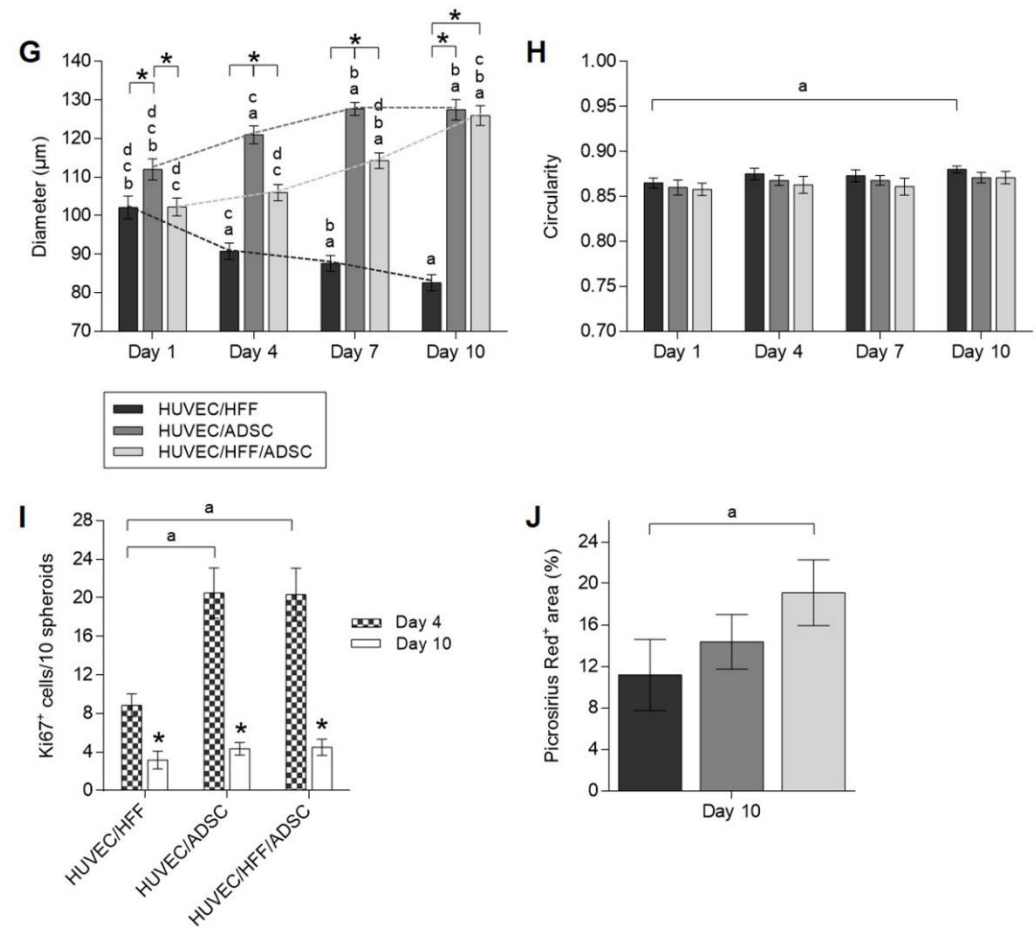 G
Diameter (µm)
140
130
120
110
100
90
80
70
*
*
*
*
*
*
d
c
b
d
c
b
d
c
c
a
c
a
d
c
b
a
b
a
d
b
a
a
b
a
c
b
a
Day 1
Day 4
Day 7
Day 10
HUVEC/HFF
HUVEC/ADSC
HUVEC/HFF/ADSC
H
Circularity
1.00
0.95
0.90
0.85
0.80
0.75
0.70
a
Day 1
Day 4
Day 7
Day 10
I
Ki67⁺ cells/10 spheroids
28
24
20
16
12
8
4
0
a
a
*
*
*
HUVEC/HFF
HUVEC/ADSC
HUVEC/HFF/ADSC
Day 4
Day 10
J
Picrosirius Red⁺ area (%)
24
20
16
12
8
4
0
a
Day 10